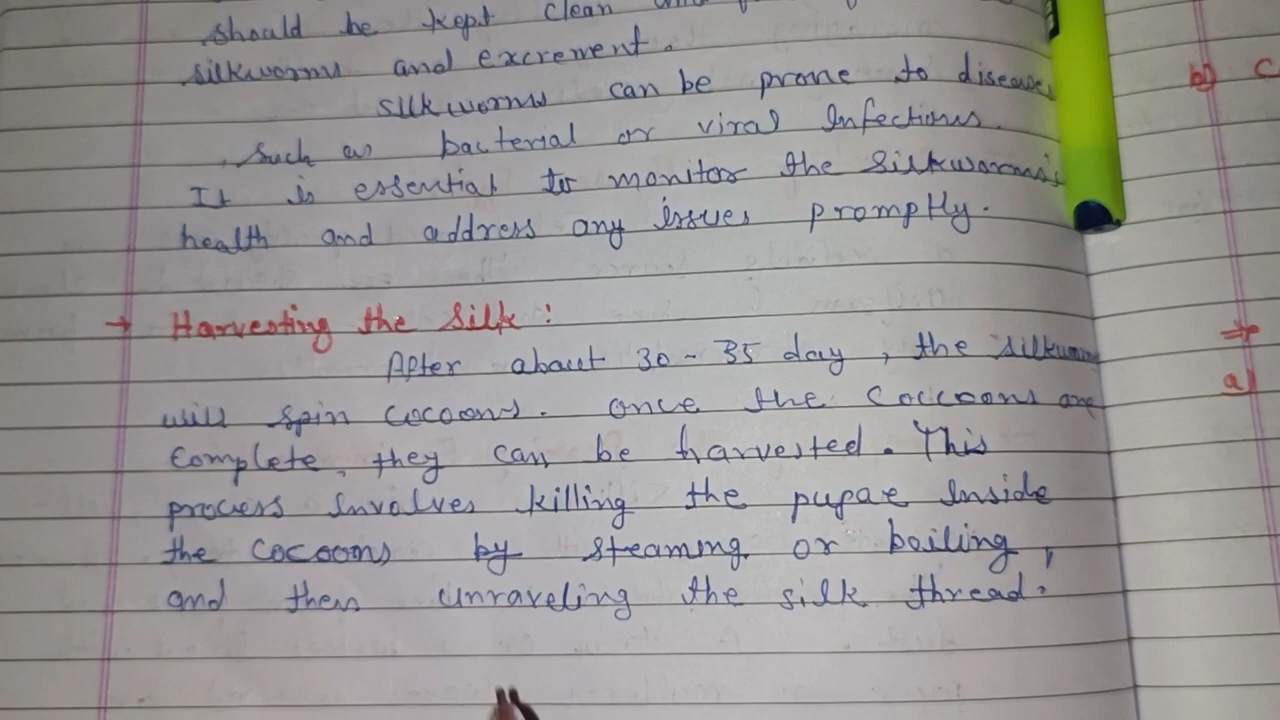 should be kept clean
silkworms and excrement.
silkworms can be prone to diseases
such as bacterial or viral Infections.
It is essential to monitor the silkworm's
health and address any issues promptly.
→ Harvesting the silk:
After about 30-35 day, the silkworms
will spin cocoons. once the coccoons are
complete, they can be harvested. This
process Involves killing the pupae Inside
the cocoons by steaming or boiling,
and then unraveling the silk thread.
b) C
⇒
a)